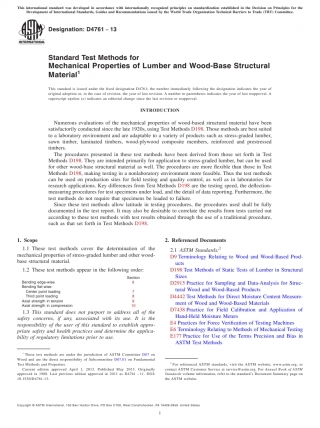 This international standard was developed in accordance with internationally recognized principles on standardization established in the Decision on Principles for the
Development of International Standards, Guides and Recommendations issued by the World Trade Organization Technical Barriers to Trade (TBT) Committee.
Designation: D4761 − 13
Standard Test Methods for
Mechanical Properties of Lumber and Wood-Base Structural
Material¹
This standard is issued under the fixed designation D4761; the number immediately following the designation indicates the year of
original adoption or, in the case of revision, the year of last revision. A number in parentheses indicates the year of last reapproval. A
superscript epsilon (ε) indicates an editorial change since the last revision or reapproval.
INTRODUCTION
Numerous evaluations of the mechanical properties of wood-based structural material have been
satisfactorily conducted since the late 1920s, using Test Methods D198. Those methods are best suited
to a laboratory environment and are adaptable to a variety of products such as stress-graded lumber,
sawn timber, laminated timbers, wood-plywood composite members, reinforced and prestressed
timbers.
The procedures presented in these test methods have been derived from those set forth in Test
Methods D198. They are intended primarily for application to stress-graded lumber, but can be used
for other wood-base structural material as well. The procedures are more flexible than those in Test
Methods D198, making testing in a nonlaboratory environment more feasible. Thus the test methods
can be used on production sites for field testing and quality control, as well as in laboratories for
research applications. Key differences from Test Methods D198 are the testing speed, the deflection-
measuring procedures for test specimens under load, and the detail of data reporting. Furthermore, the
test methods do not require that specimens be loaded to failure.
Since these test methods allow latitude in testing procedures, the procedures used shall be fully
documented in the test report. It may also be desirable to correlate the results from tests carried out
according to these test methods with test results obtained through the use of a traditional procedure,
such as that set forth in Test Methods D198.
1. Scope
1.1 These test methods cover the determination of the
mechanical properties of stress-graded lumber and other wood-
base structural material.
1.2 These test methods appear in the following order:
Section
Bending edge-wise 6
Bending flat-wise:
Center point loading 7
Third point loading 8
Axial strength in tension 9
Axial strength in compression
1.3 This standard does not purport to address all of the
safety concerns, if any, associated with its use. It is the
responsibility of the user of this standard to establish appro-
priate safety and health practices and determine the applica-
bility of regulatory limitations prior to use.
¹ These test methods are under the jurisdiction of ASTM Committee D07 on
Wood and are the direct responsibility of Subcommittee D07.01 on Fundamental
Test Methods and Properties.
Current edition approved April 1, 2013. Published May 2013. Originally
approved in 1988. Last previous edition approved in 2011 as D4761 – 11. DOI:
10.1520/D4761-13.
2. Referenced Documents
2.1 ASTM Standards:²
D9 Terminology Relating to Wood and Wood-Based Prod-
ucts
D198 Test Methods of Static Tests of Lumber in Structural
Sizes
D2915 Practice for Sampling and Data-Analysis for Struc-
tural Wood and Wood-Based Products
D4442 Test Methods for Direct Moisture Content Measure-
ment of Wood and Wood-Based Materials
D7438 Practice for Field Calibration and Application of
Hand-Held Moisture Meters
E4 Practices for Force Verification of Testing Machines
E6 Terminology Relating to Methods of Mechanical Testing
E177 Practice for Use of the Terms Precision and Bias in
ASTM Test Methods
² For referenced ASTM standards, visit the ASTM website, www.astm.org, or
contact ASTM Customer Service at service@astm.org. For Annual Book of ASTM
Standards volume information, refer to the standard's Document Summary page on
the ASTM website.
Copyright © ASTM International, 100 Barr Harbor Drive, PO Box C700, West Conshohocken, PA 19428-2959. United States
1